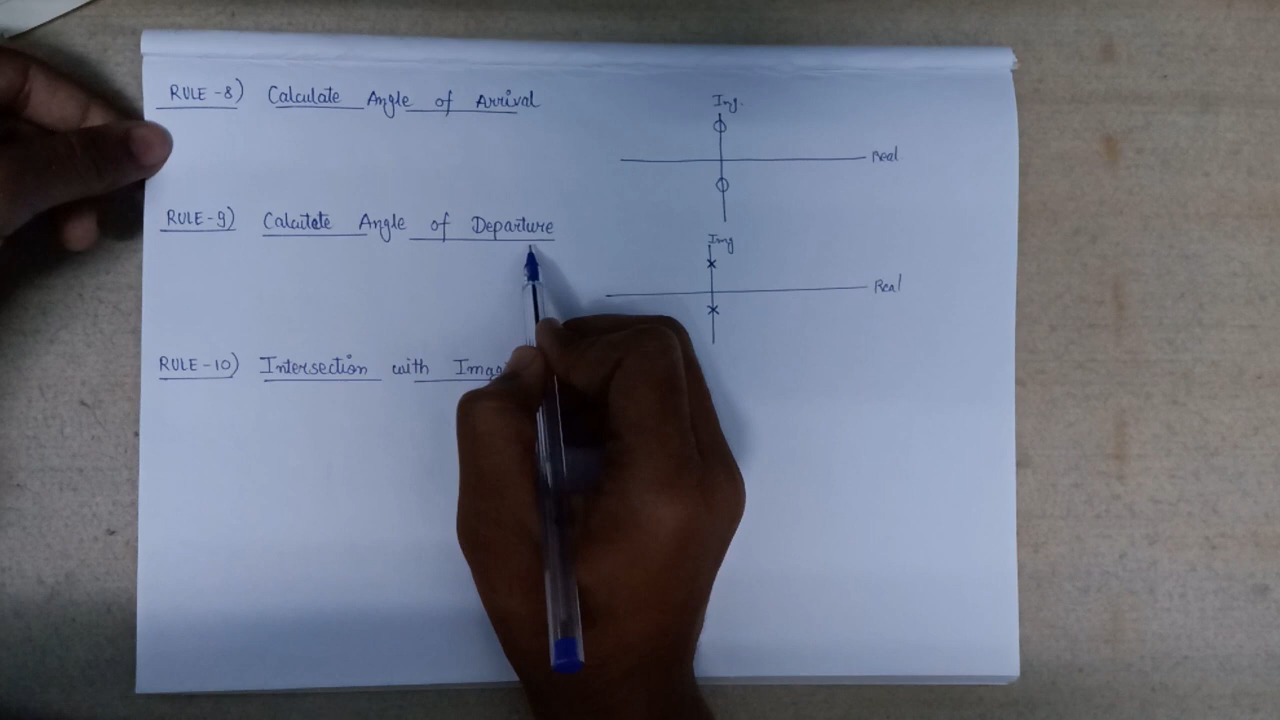 RULE-8) Calculate Angle of Arrival
Img.
Real
RULE-9) Calculate Angle of Departure
Img
Real
RULE-10) Intersection with